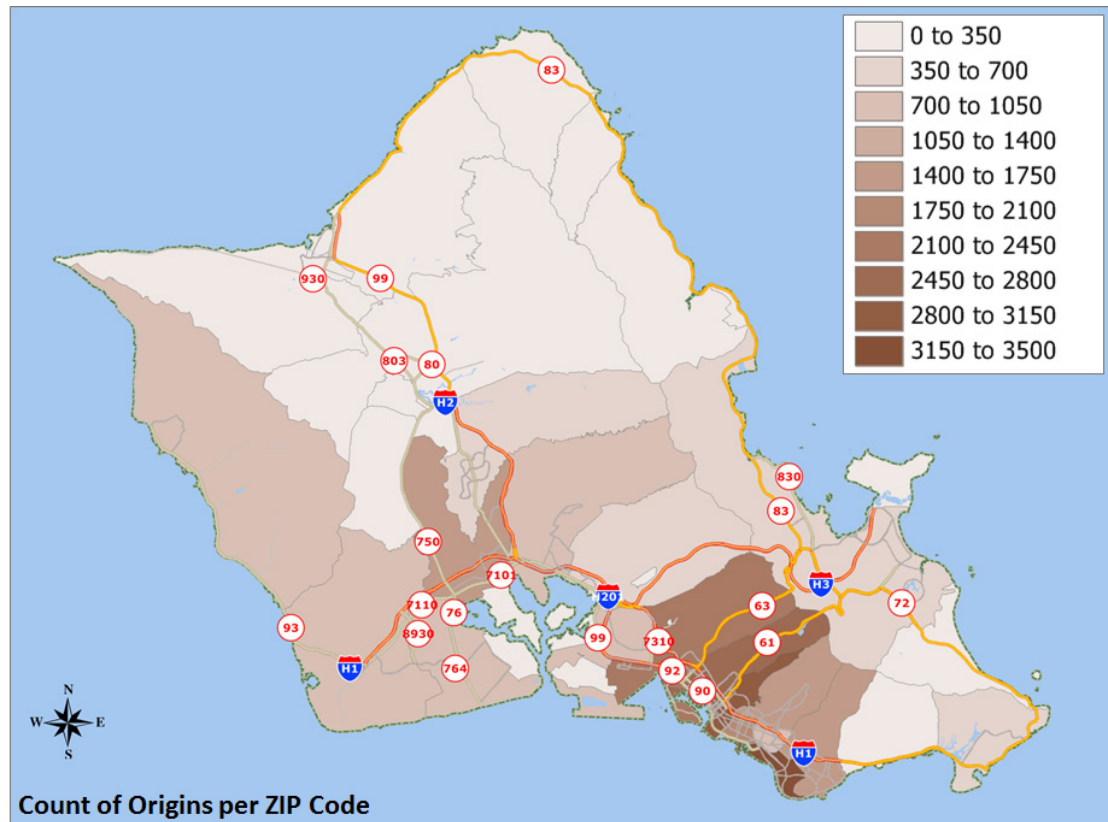 0 to 350
350 to 700
700 to 1050
1050 to 1400
1400 to 1750
1750 to 2100
2100 to 2450
2450 to 2800
2800 to 3150
3150 to 3500
83
930
99
803
80
H2
830
83
750
7101
H201
H3
7110
76
63
72
93
8930
99
7310
61
H1
764
92
90
H1
N
W E
S
Count of Origins per ZIP Code